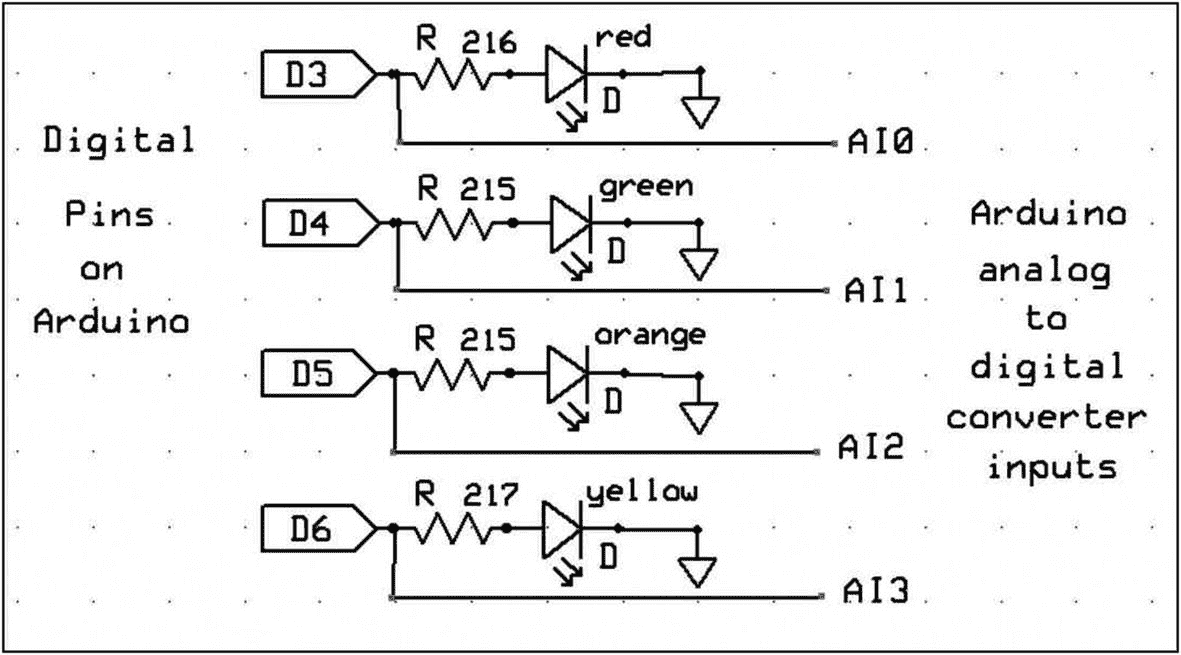 Digital
Pins
on
Arduino
D3
R 216
red
D
AI0
D4
R 215
green
D
AI1
D5
R 215
orange
D
AI2
D6
R 217
yellow
D
AI3
Arduino
analog
to
digital
converter
inputs